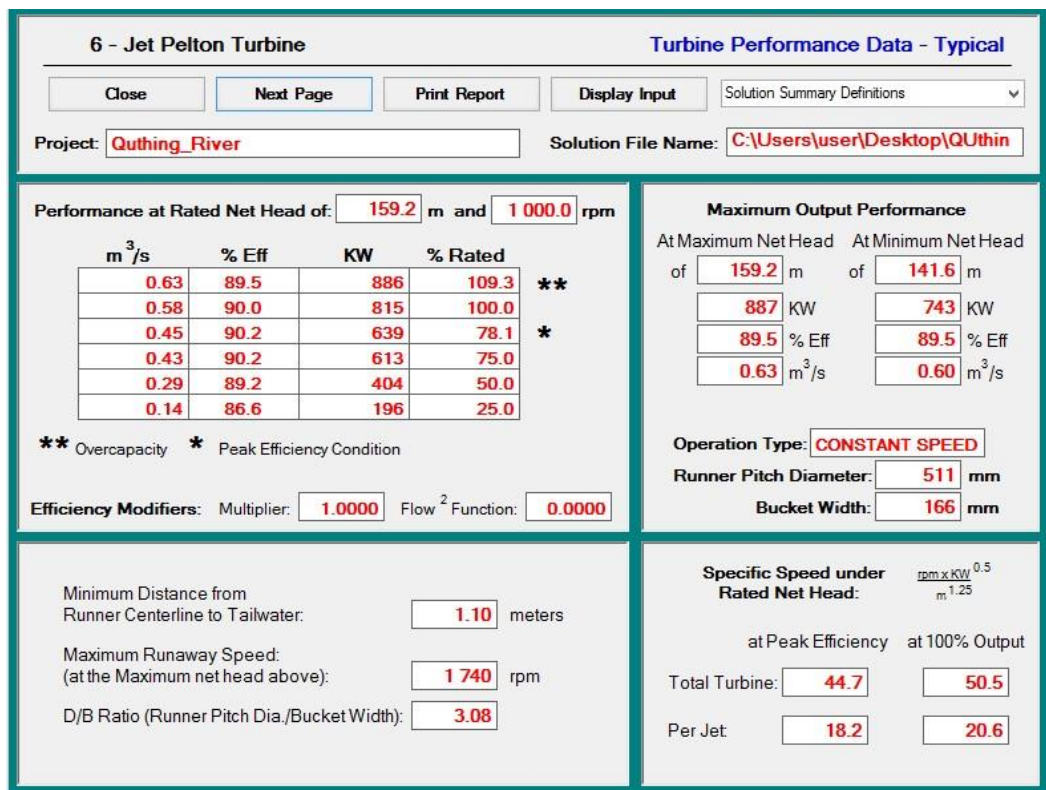 6 - Jet Pelton Turbine
Turbine Performance Data - Typical
Close
Next Page
Print Report
Display Input
Solution Summary Definitions
Project: Quthing_River
Solution File Name: C:\Users\user\Desktop\QUthin
Performance at Rated Net Head of: 159.2 m and 1 000.0 rpm
m3/s % Eff KW % Rated
0.63 89.5 886 109.3 **
0.58 90.0 815 100.0
0.45 90.2 639 78.1 *
0.43 90.2 613 75.0
0.29 89.2 404 50.0
0.14 86.6 196 25.0
** Overcapacity * Peak Efficiency Condition
Efficiency Modifiers: Multiplier: 1.0000 Flow 2 Function: 0.0000
Maximum Output Performance
At Maximum Net Head At Minimum Net Head
of 159.2 m of 141.6 m
887 KW 743 KW
89.5 % Eff 89.5 % Eff
0.63 m3/s 0.60 m3/s
Operation Type: CONSTANT SPEED
Runner Pitch Diameter: 511 mm
Bucket Width: 166 mm
Minimum Distance from
Runner Centerline to Tailwater: 1.10 meters
Maximum Runaway Speed:
(at the Maximum net head above): 1 740 rpm
D/B Ratio (Runner Pitch Dia./Bucket Width): 3.08
Specific Speed under rpm x KW 0.5
Rated Net Head: m 1.25
at Peak Efficiency at 100% Output
Total Turbine: 44.7 50.5
Per Jet: 18.2 20.6